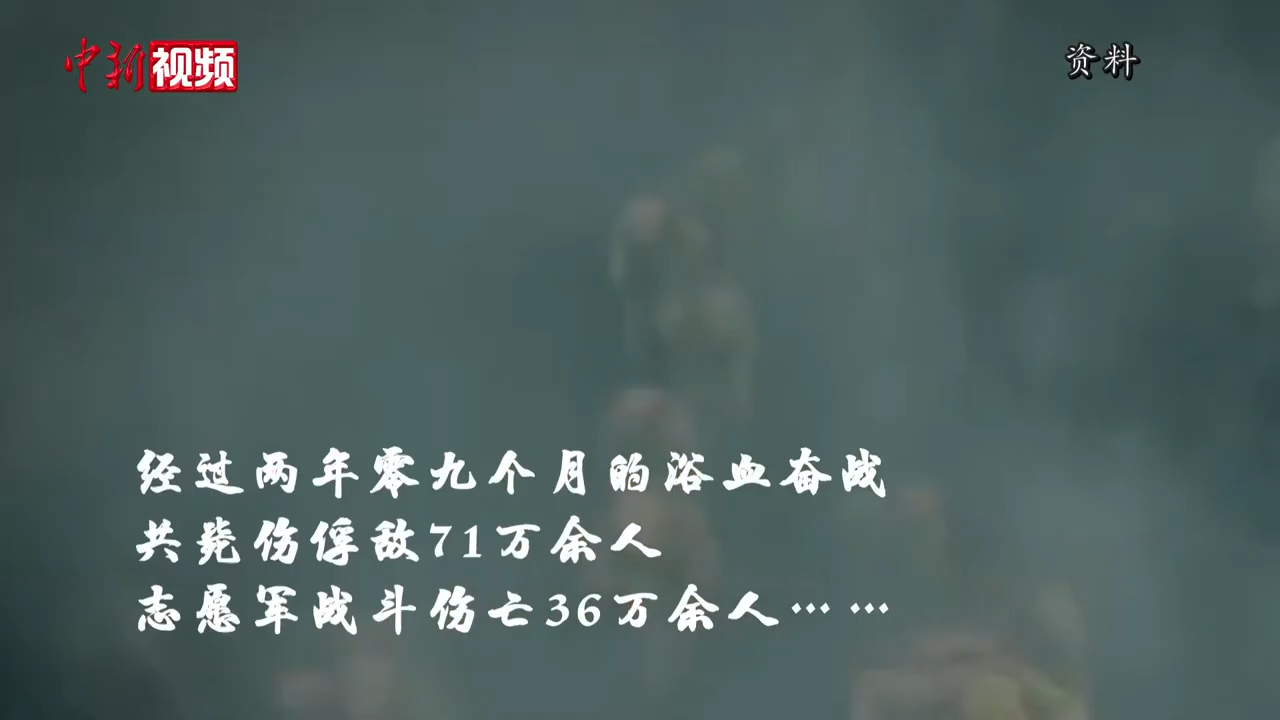 中新视频
资料
经过两年零九个月的浴血奋战
共毙伤俘敌71万余人
志愿军战斗伤亡36万余人……